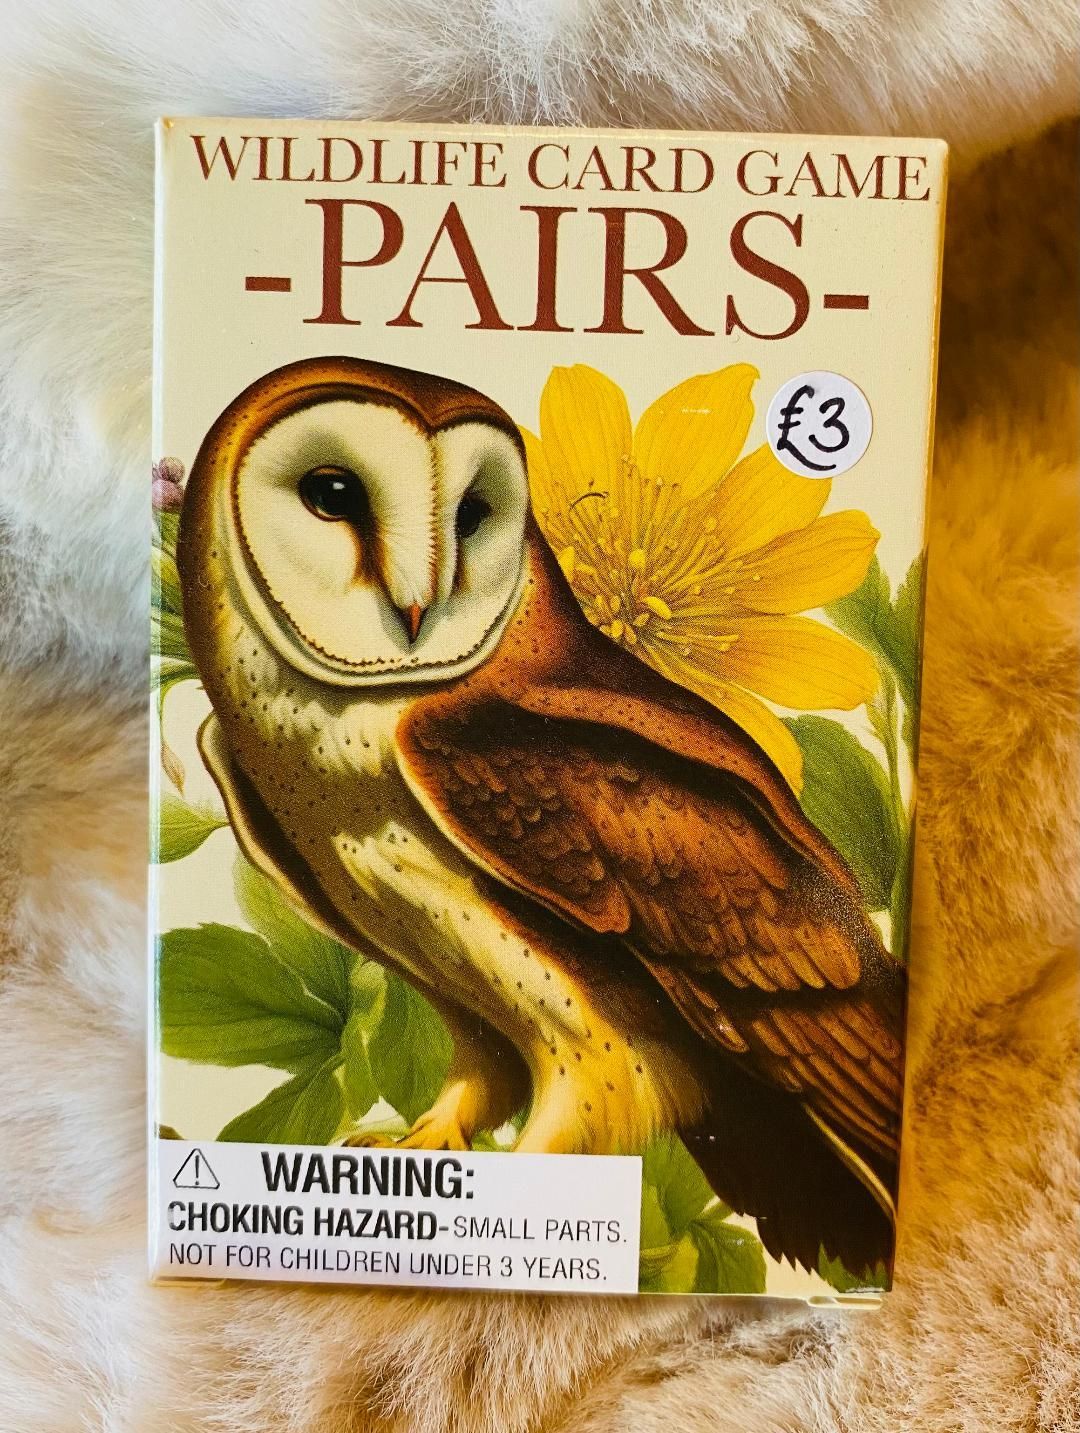 WILDLIFE CARD GAME
-PAIRS-
£3
WARNING:
CHOKING HAZARD-SMALL PARTS.
NOT FOR CHILDREN UNDER 3 YEARS.